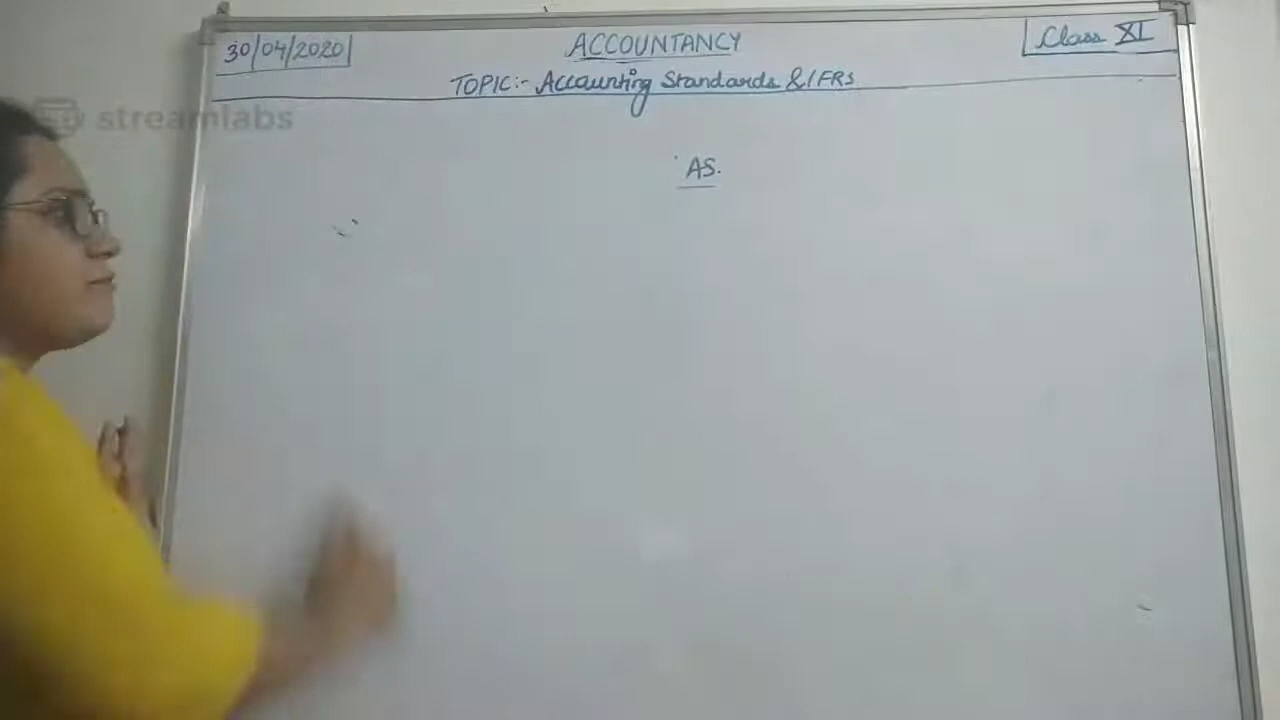 30/04/2020
ACCOUNTANCY
Class XI
TOPIC:- Accounting Standards & IFRS
streamlabs
AS.